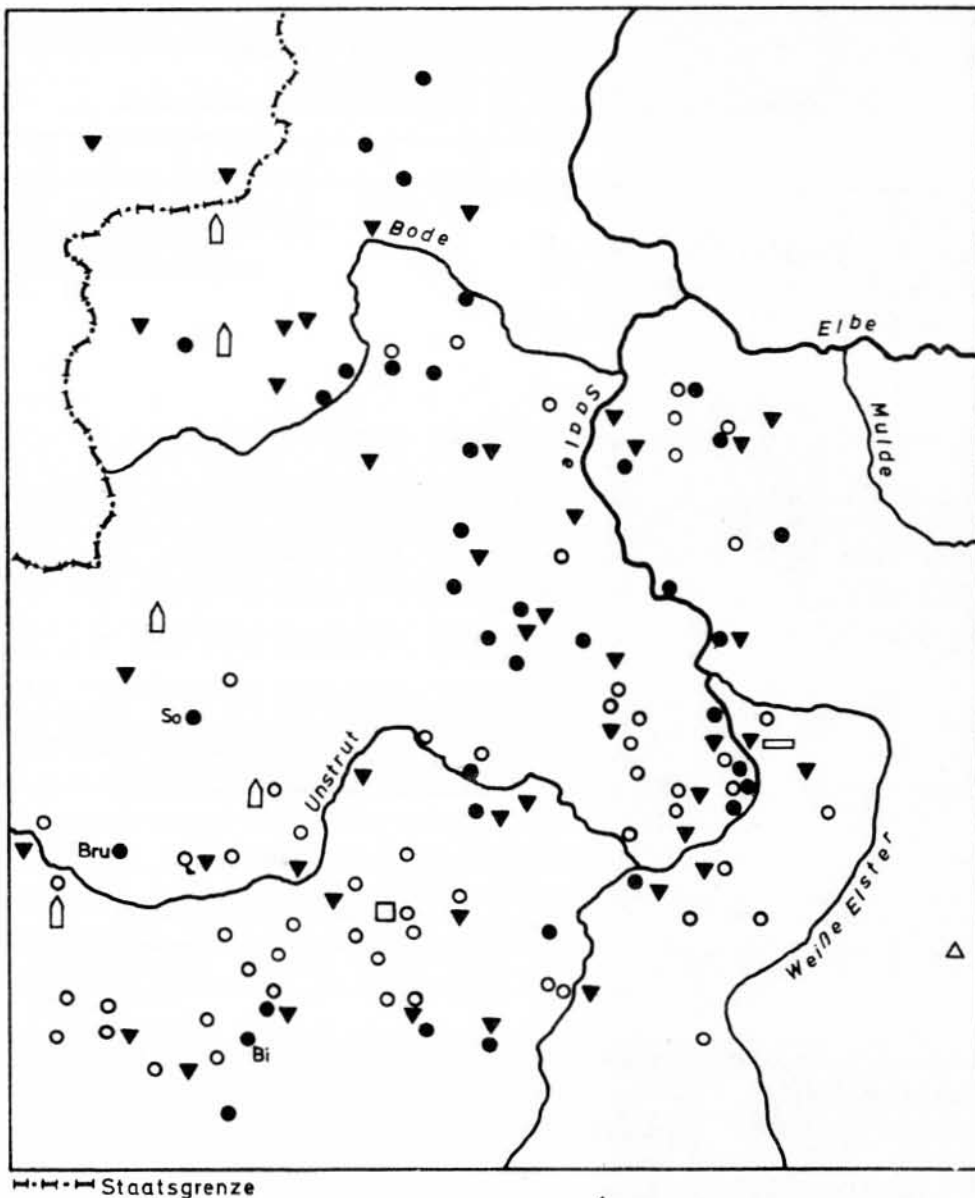 Bode
Elbe
Saale
Mulde
So
Unstrut
Bru
Weiße Elster
Bi
Staatsgrenze